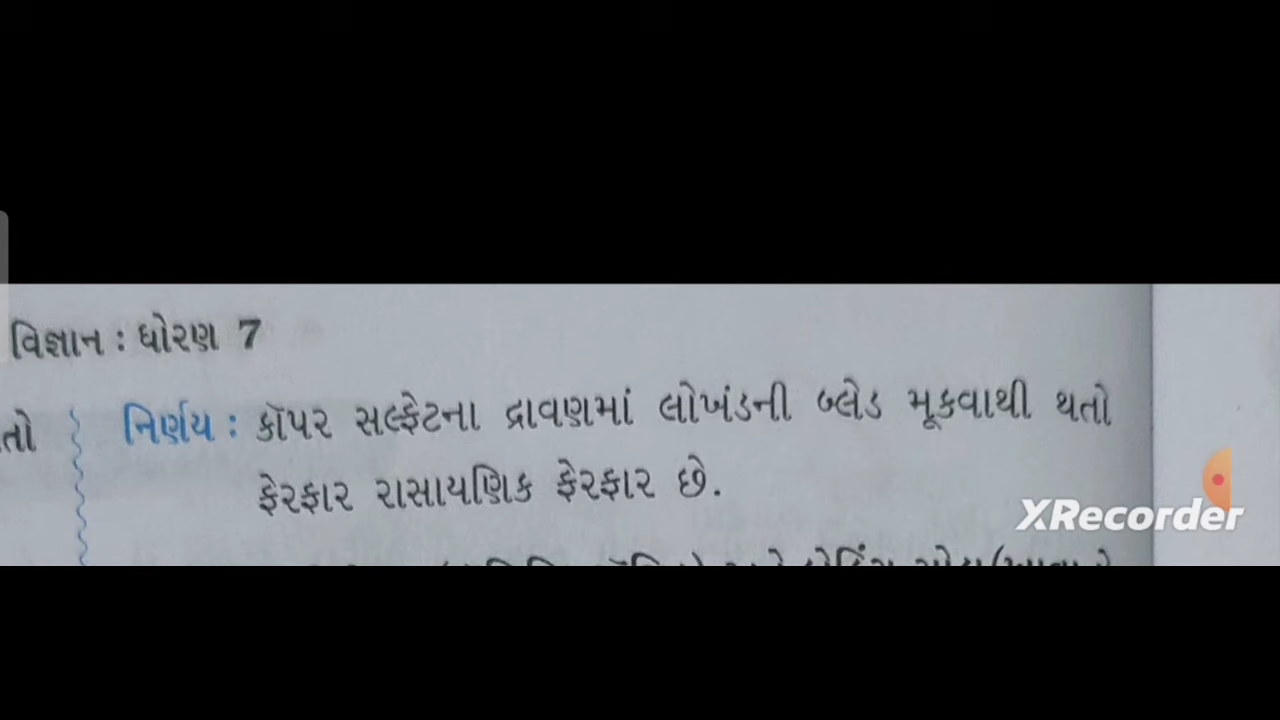 વિજ્ઞાન : ધોરણ 7
તો
નિર્ણય : કૉપર સલ્ફેટના દ્રાવણમાં લોખંડની બ્લેડ મૂકવાથી થતો
ફેરફાર રાસાયણિક ફેરફાર છે.
XRecorder